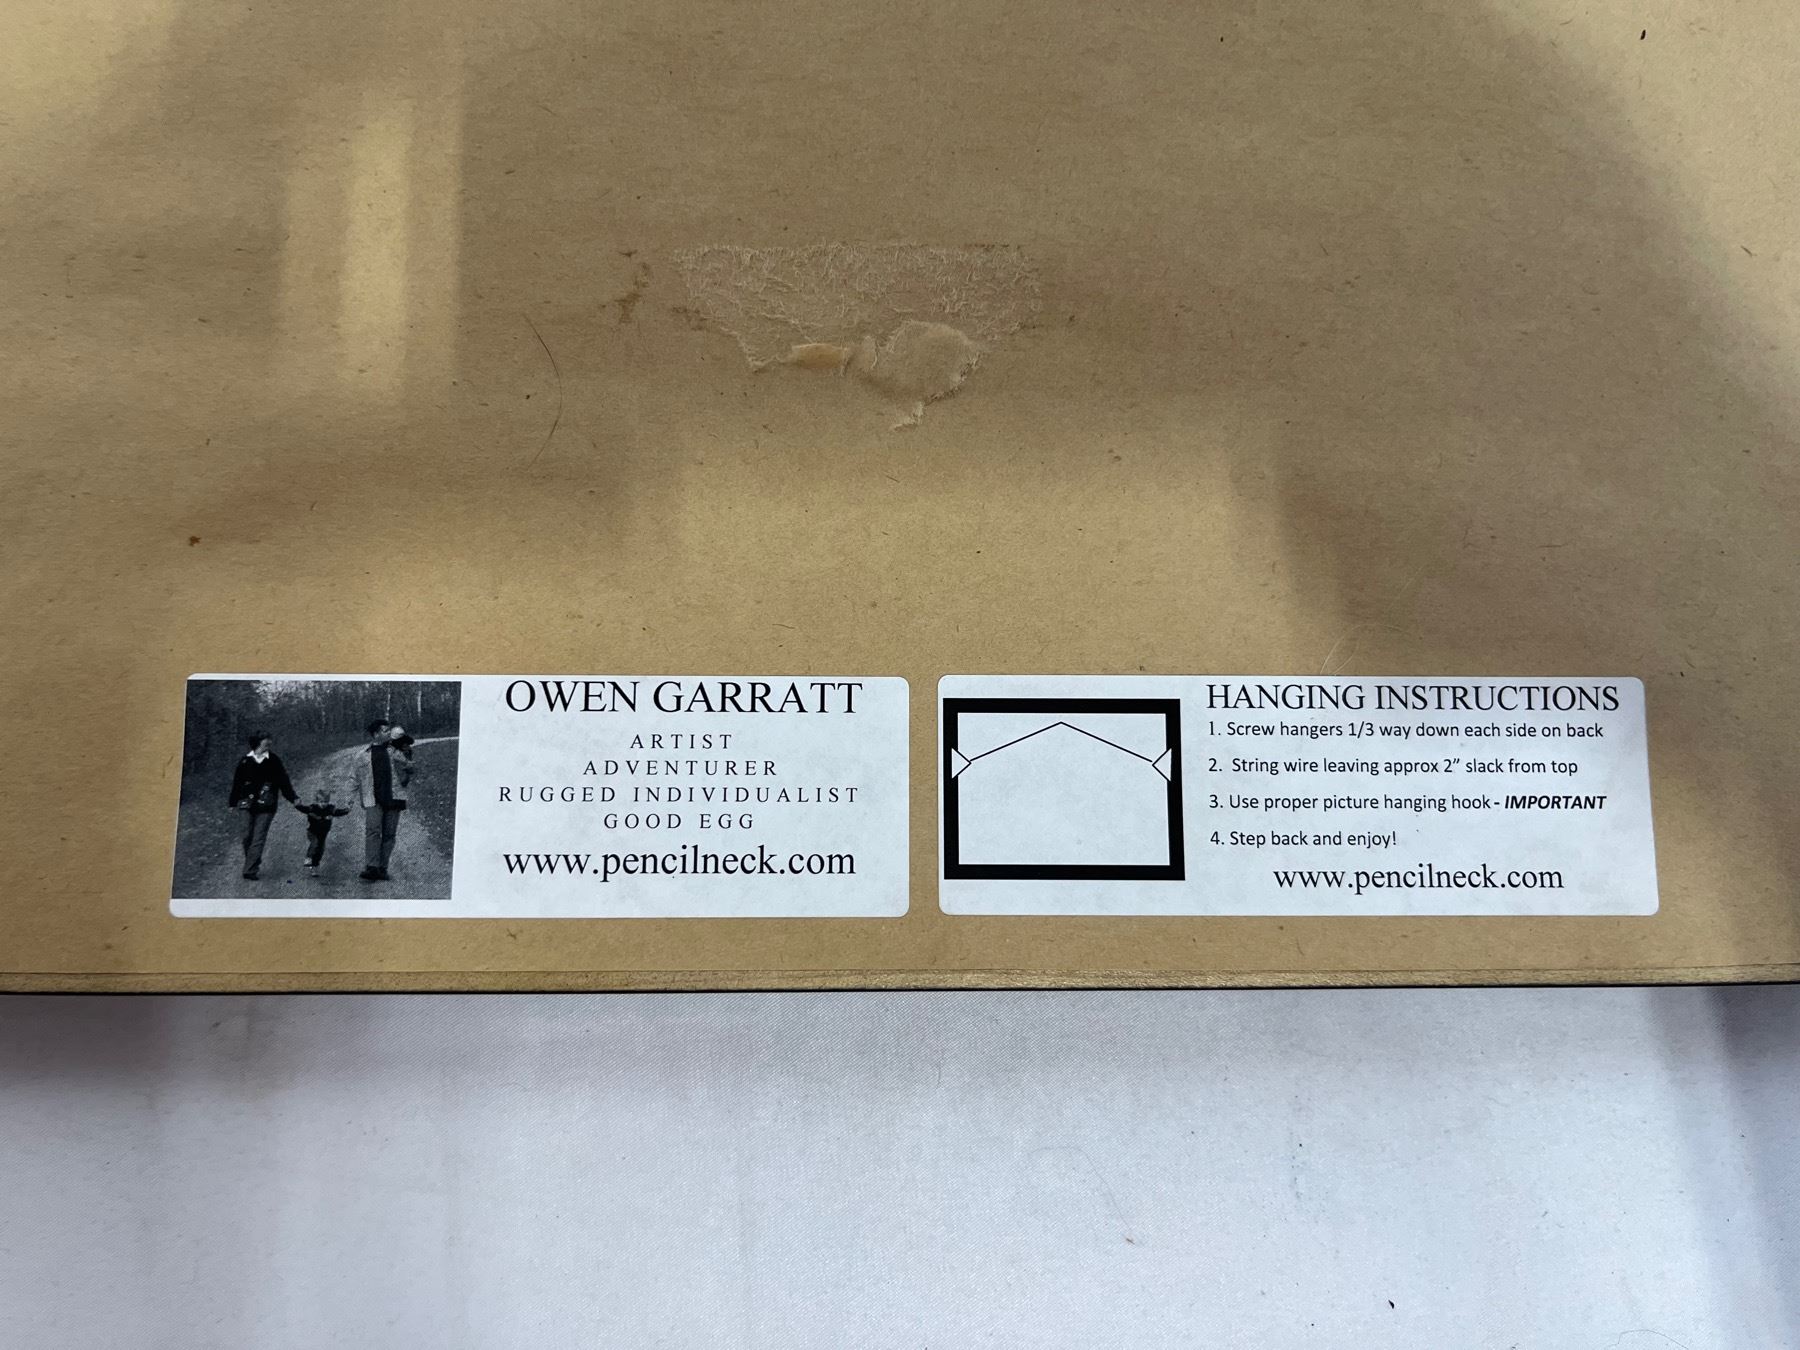 OWEN GARRATT
ARTIST
ADVENTURER
RUGGED INDIVIDUALIST
GOOD EGG
www.pencilneck.com
HANGING INSTRUCTIONS
1. Screw hangers 1/3 way down each side on back
2. String wire leaving approx 2” slack from top
3. Use proper picture hanging hook - IMPORTANT
4. Step back and enjoy!
www.pencilneck.com